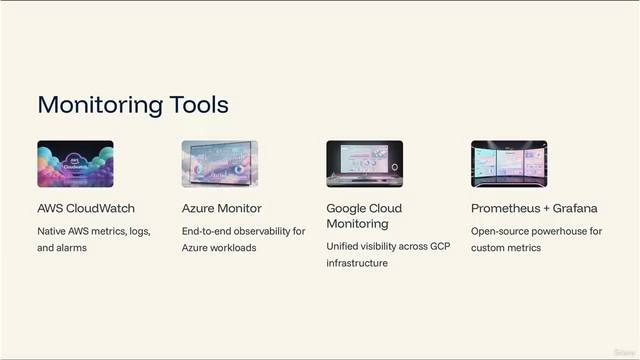 Monitoring Tools
AWS CloudWatch
Native AWS metrics, logs,
and alarms
Azure Monitor
End-to-end observability for
Azure workloads
Google Cloud
Monitoring
Unified visibility across GCP
infrastructure
Prometheus + Grafana
Open-source powerhouse for
custom metrics